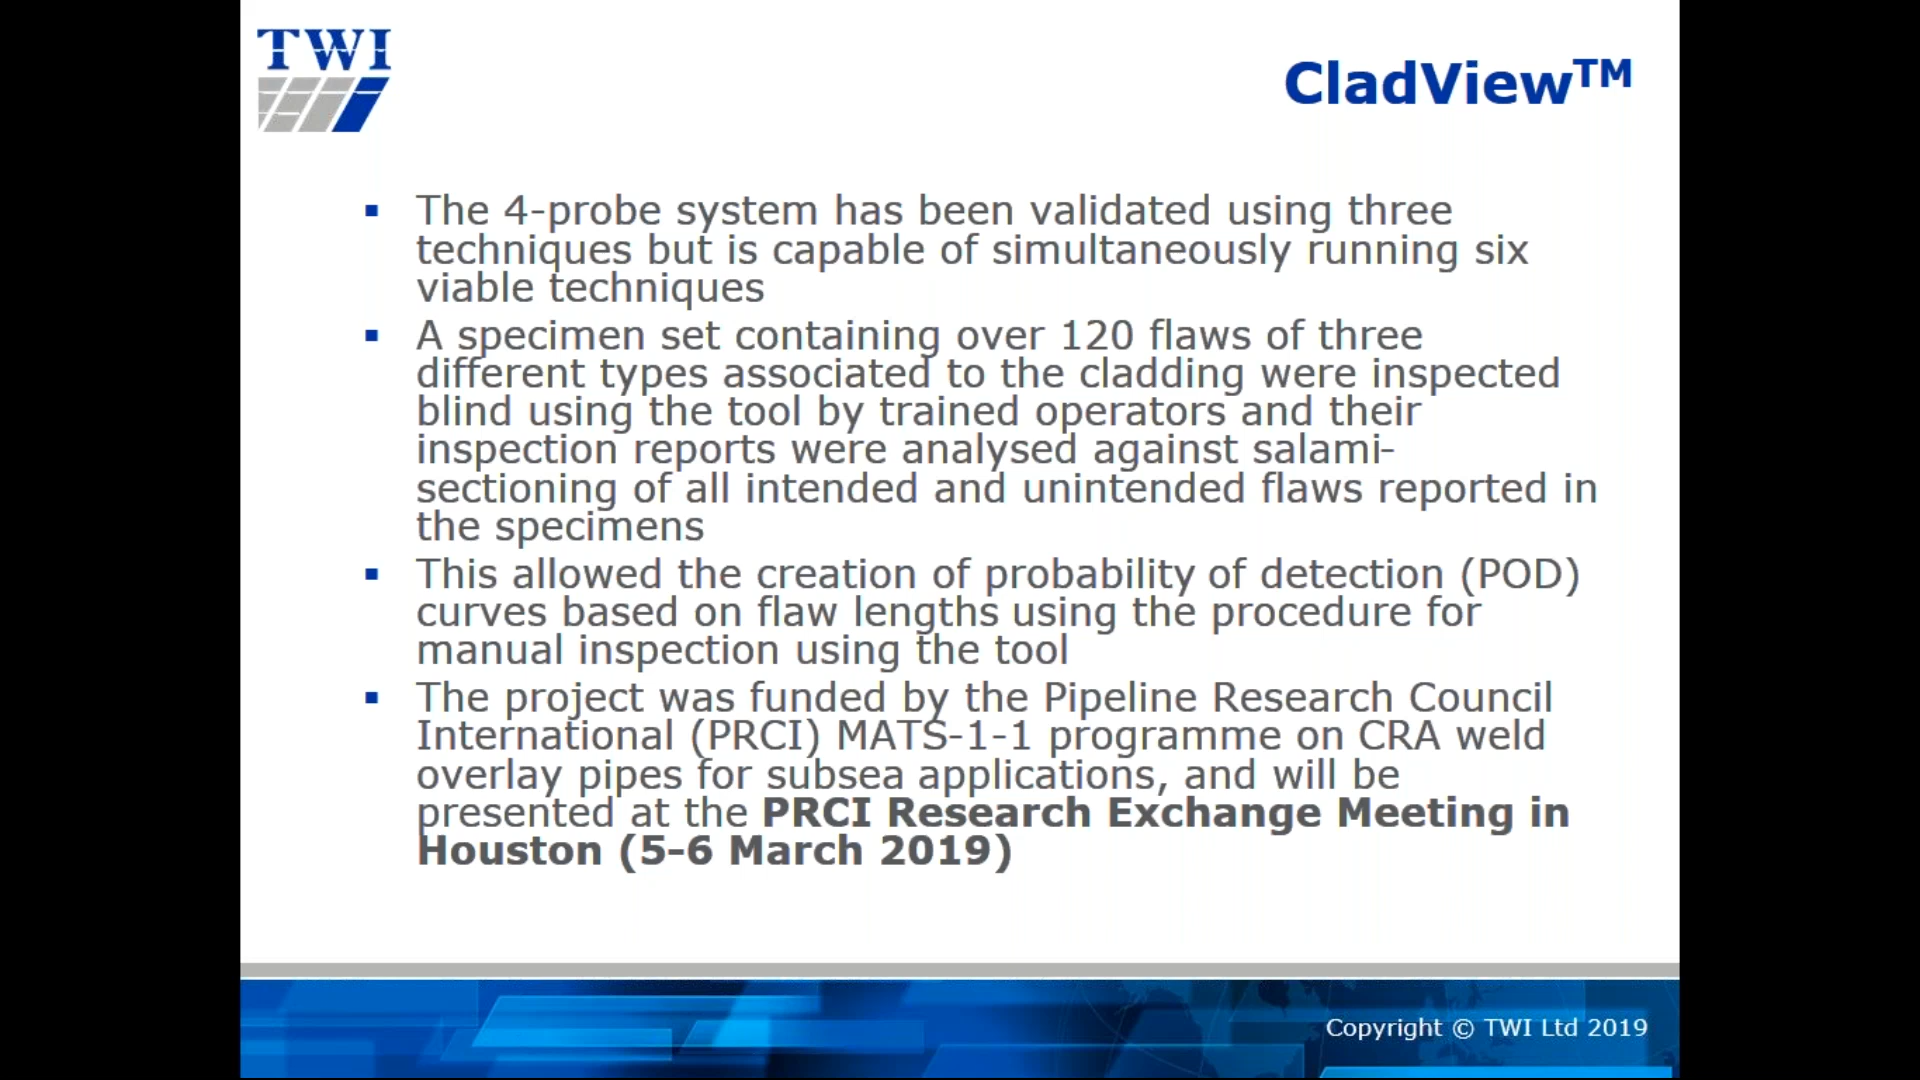 TWI
CladView™
▪ The 4-probe system has been validated using three
techniques but is capable of simultaneously running six
viable techniques
▪ A specimen set containing over 120 flaws of three
different types associated to the cladding were inspected
blind using the tool by trained operators and their
inspection reports were analysed against salami-
sectioning of all intended and unintended flaws reported in
the specimens
▪ This allowed the creation of probability of detection (POD)
curves based on flaw lengths using the procedure for
manual inspection using the tool
▪ The project was funded by the Pipeline Research Council
International (PRCI) MATS-1-1 programme on CRA weld
overlay pipes for subsea applications, and will be
presented at the PRCI Research Exchange Meeting in
Houston (5-6 March 2019)
Copyright © TWI Ltd 2019